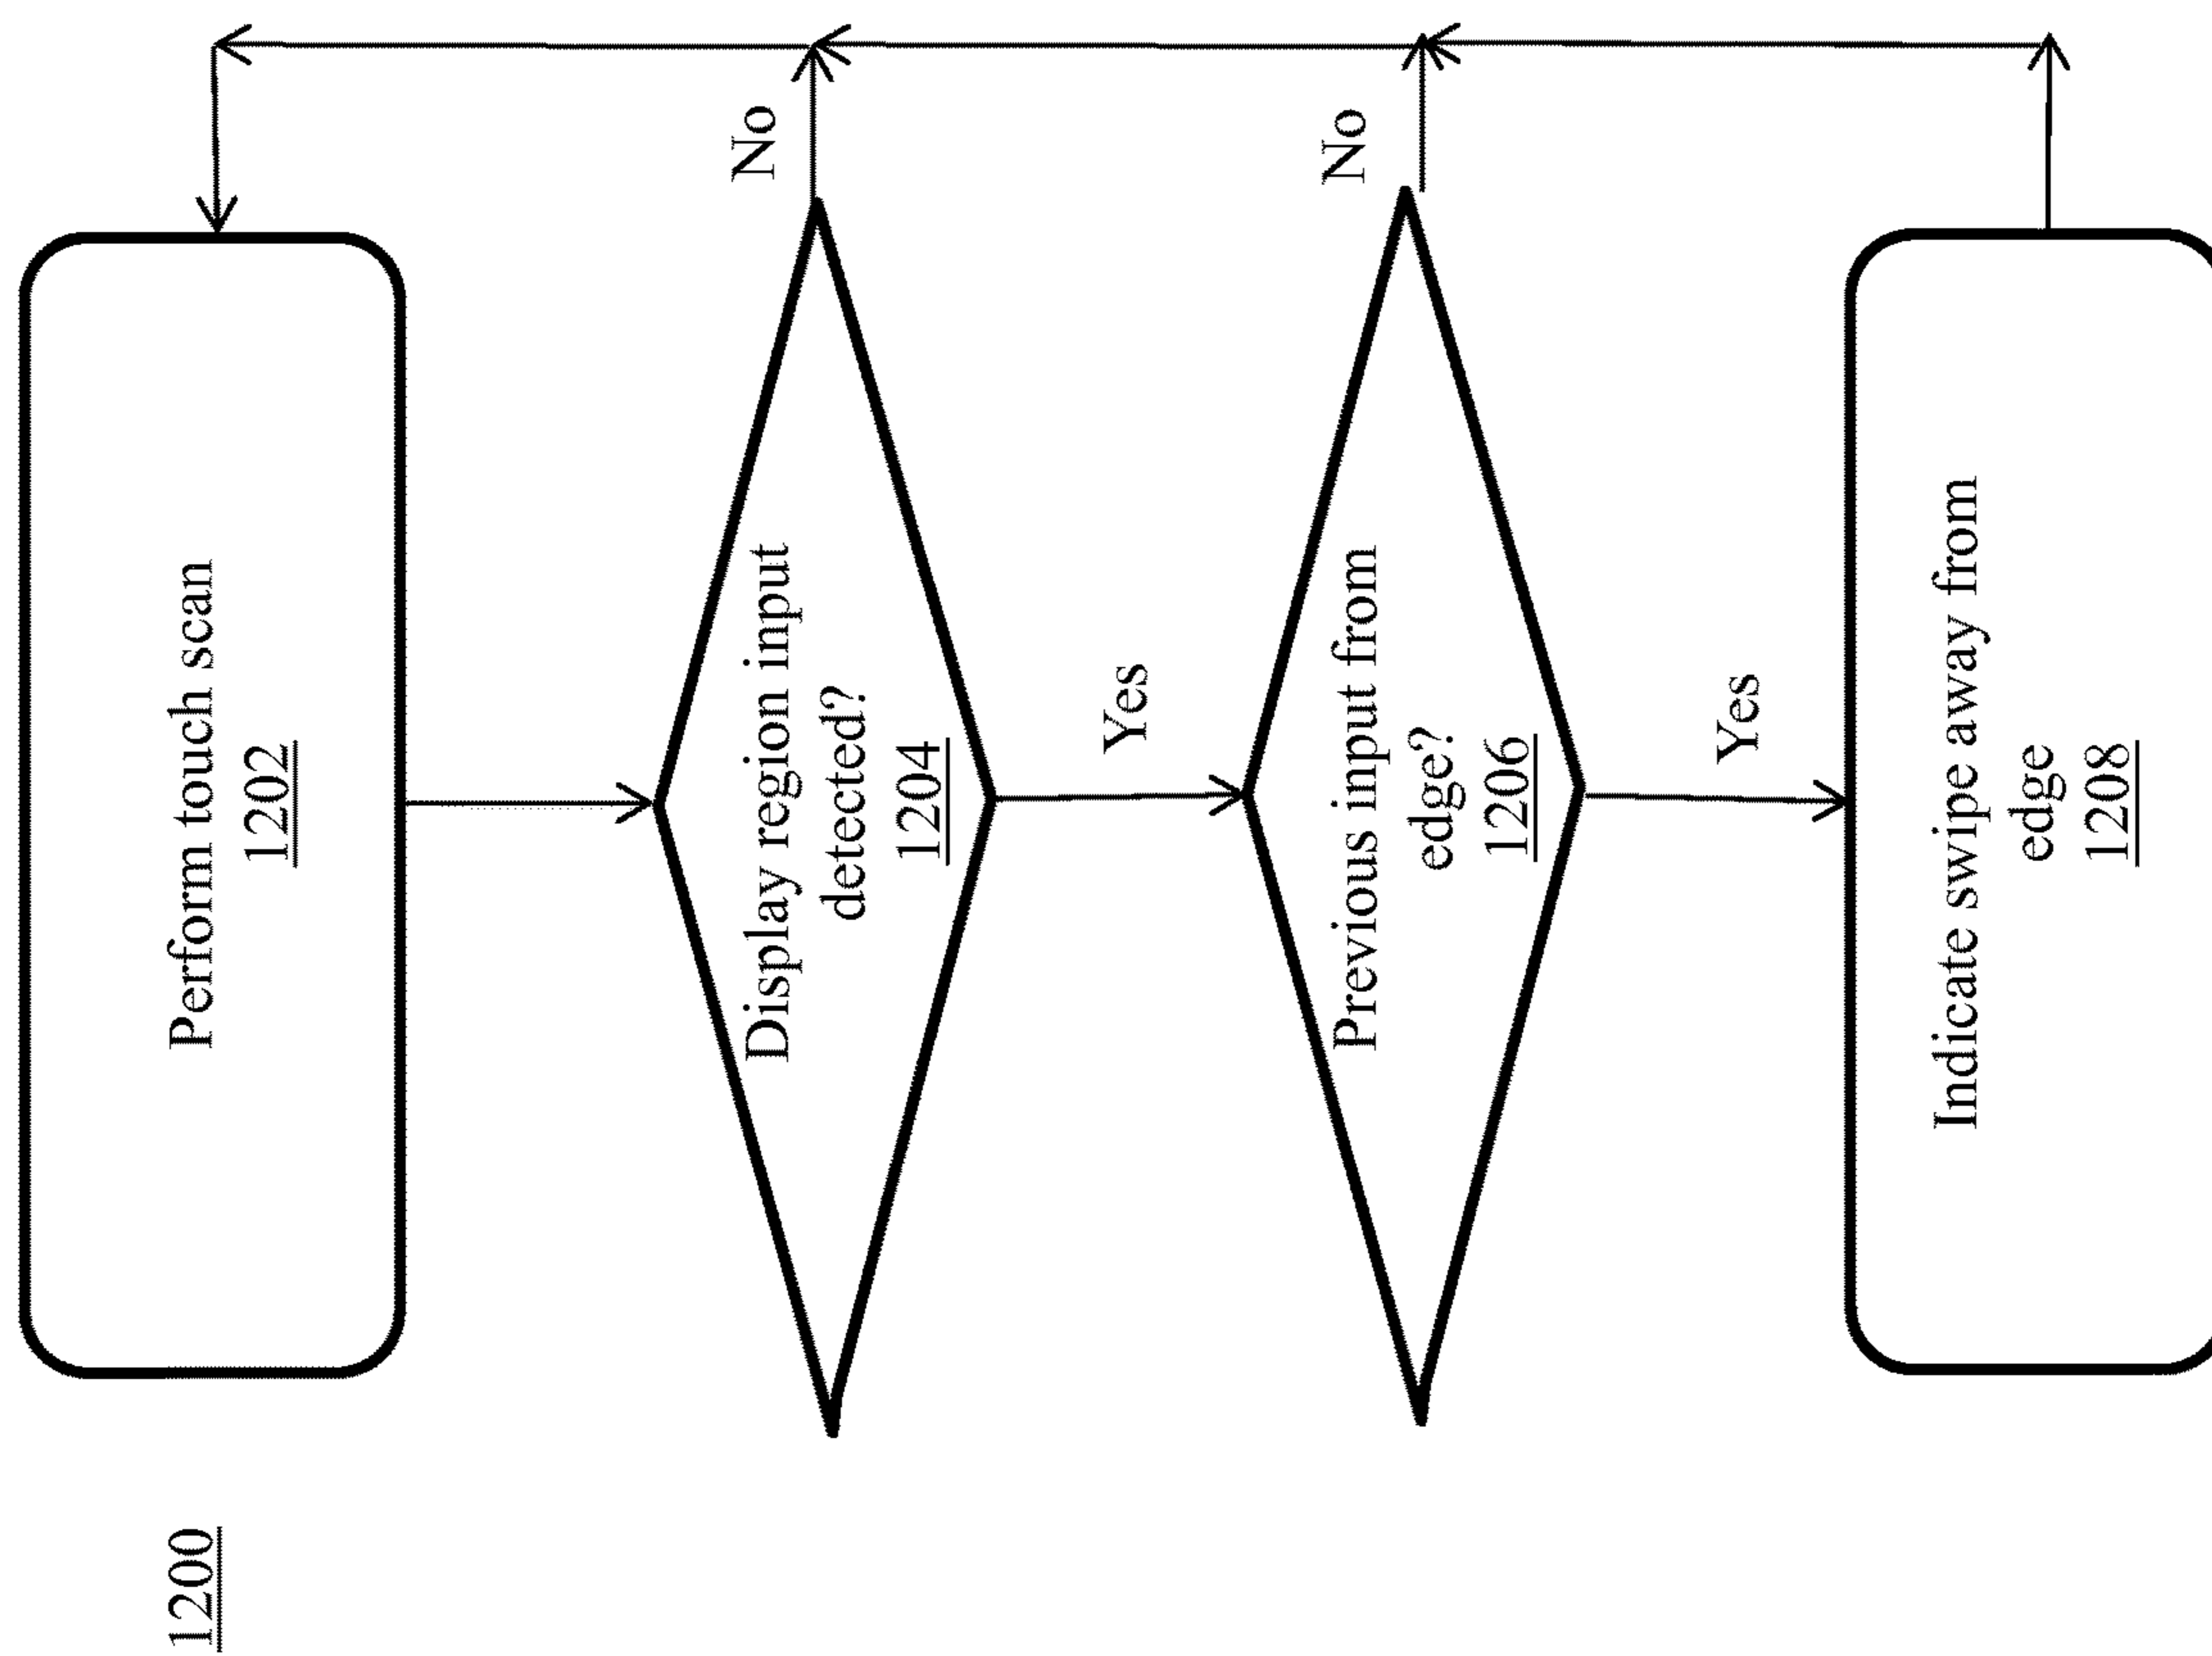 1200
Perform touch scan
1202
Display region input
detected?
1204
No
Yes
Previous input from
edge?
1206
No
Yes
Indicate swipe away from
edge
1208